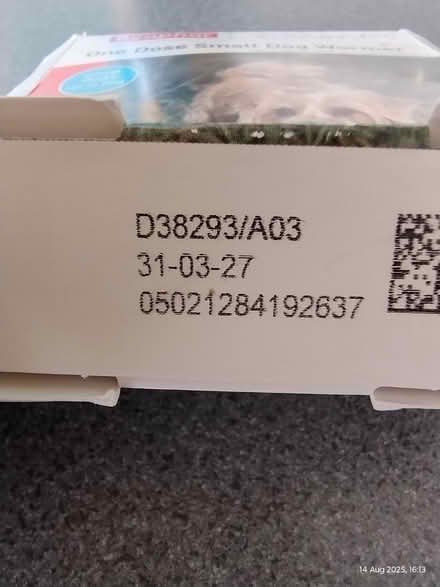 One Dose Small Dog Wormer
D38293/A03
31-03-27
05021284192637
14 Aug 2025, 16:13